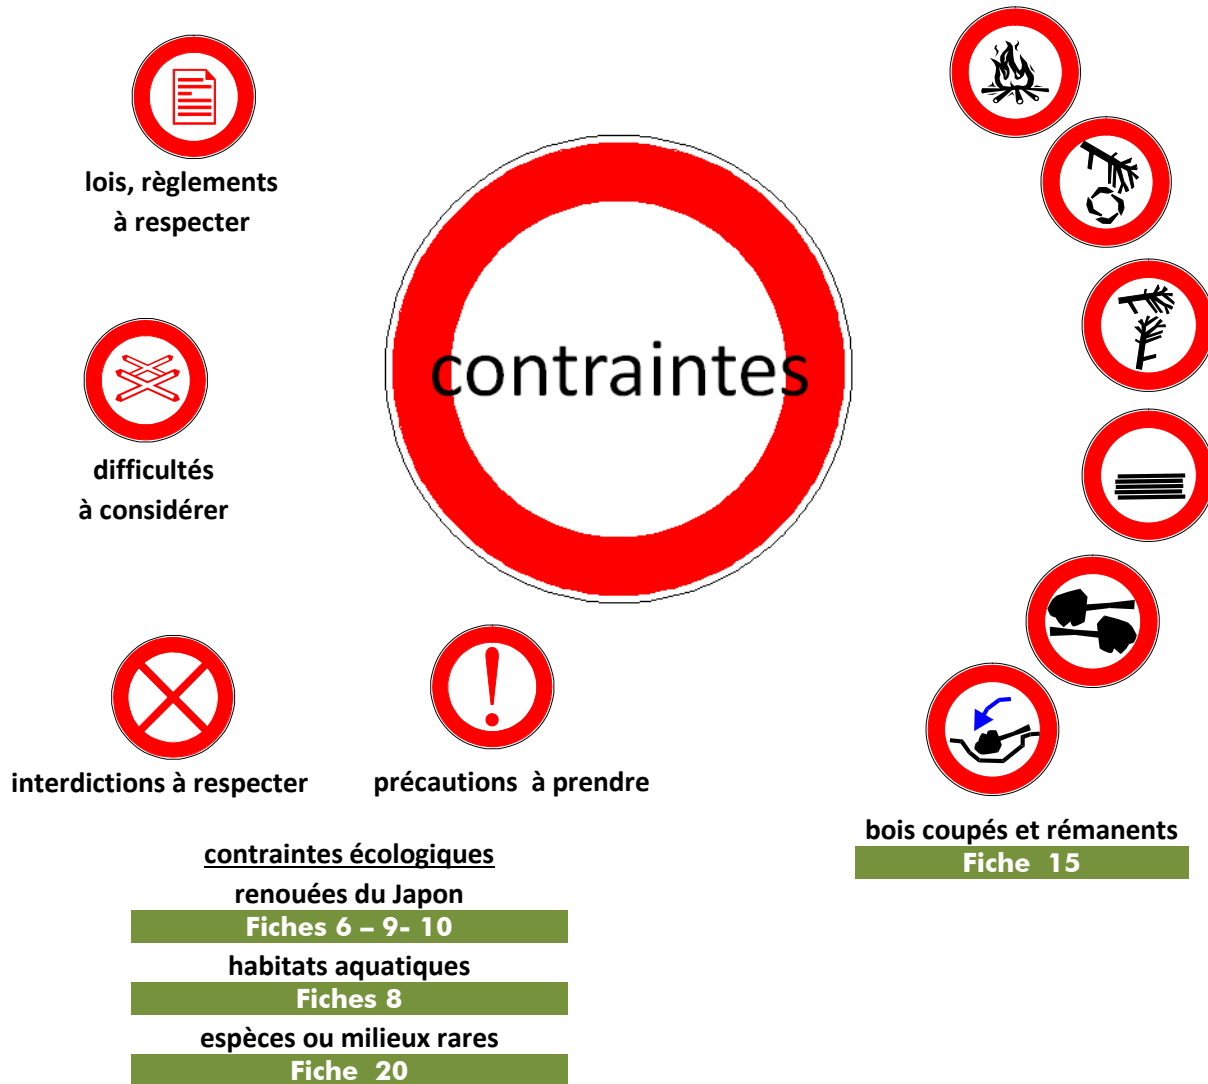 lois, règlements
à respecter
contraintes
difficultés
à considérer
interdictions à respecter
précautions  à prendre
contraintes écologiques
renouées du Japon
Fiches 6 – 9- 10
habitats aquatiques
Fiches 8
espèces ou milieux rares
Fiche  20
bois coupés et rémanents
Fiche  15